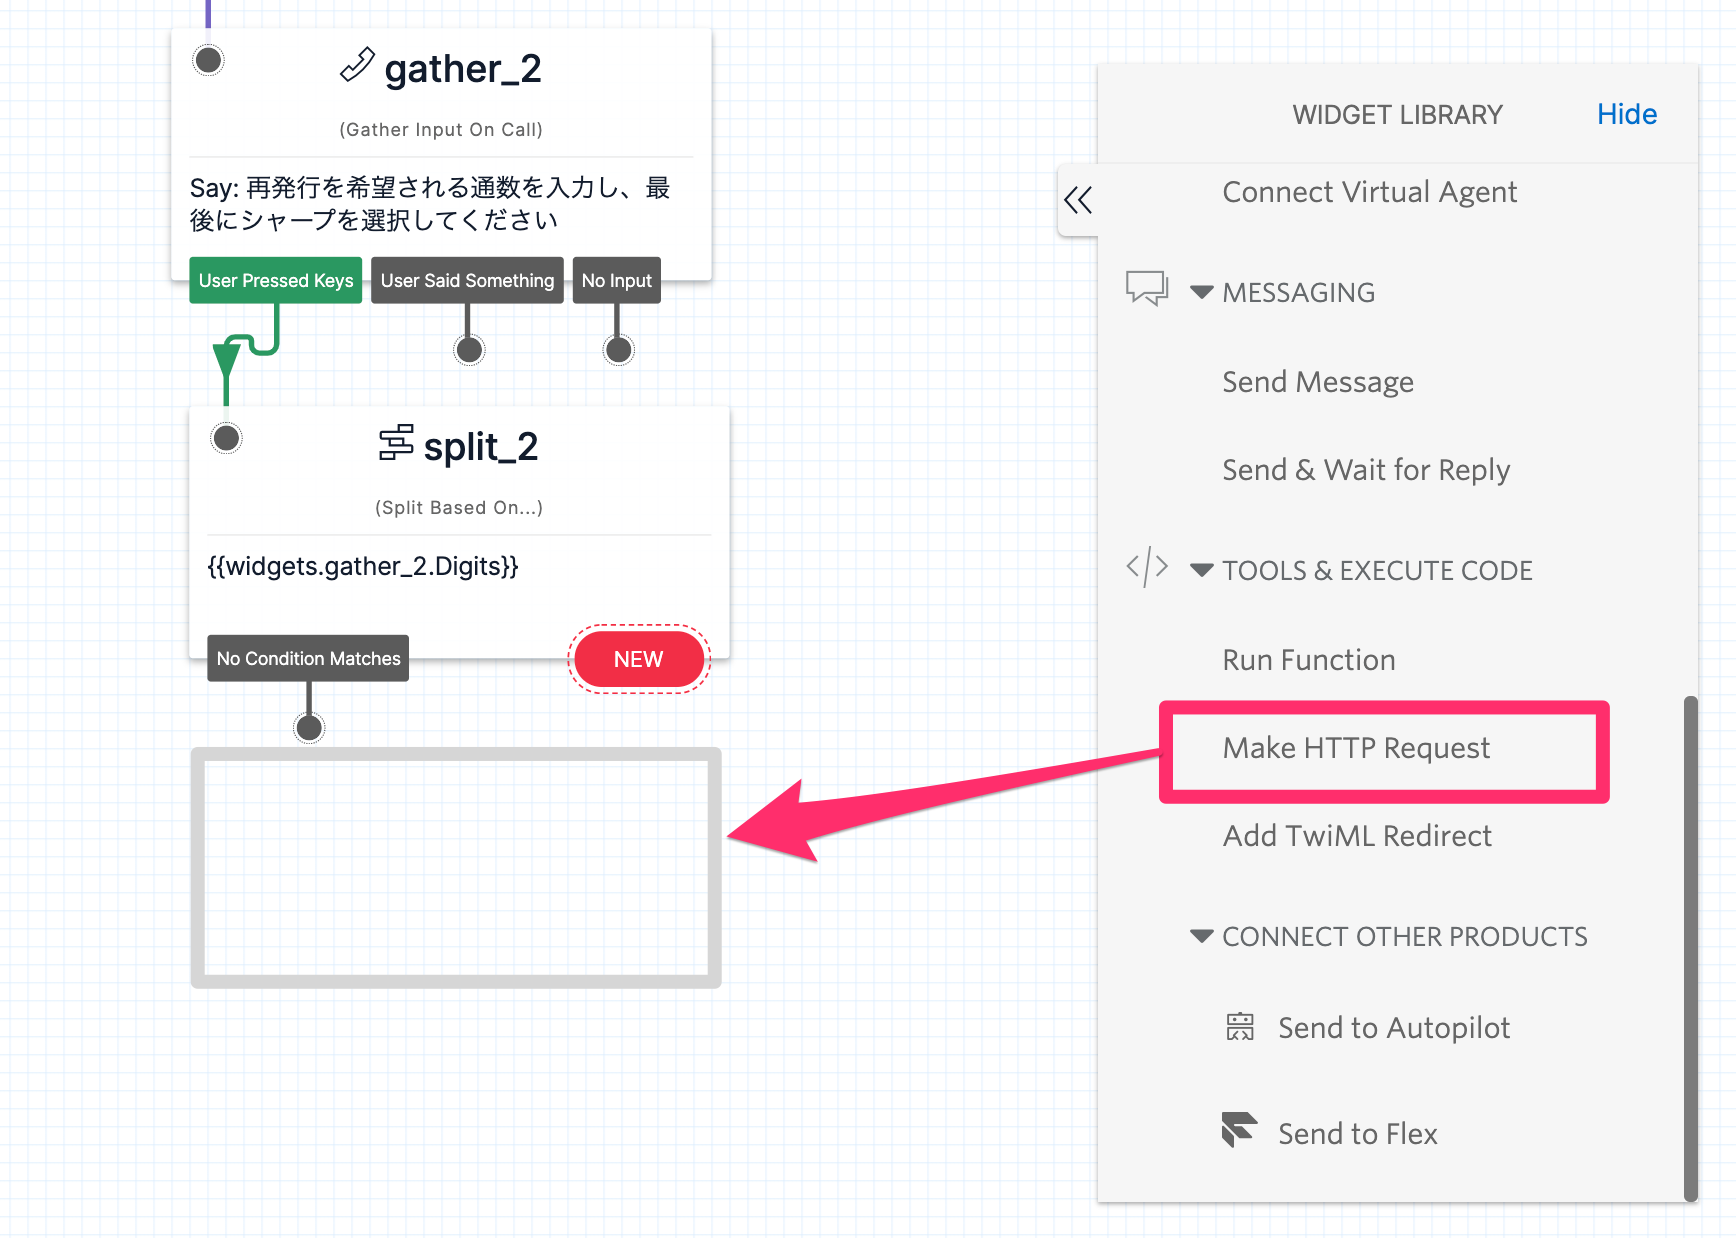 gather_2
(Gather Input On Call)
Say: 再発行を希望される通数を入力し、最
後にシャープを選択してください
User Pressed Keys
User Said Something
No Input
split_2
(Split Based On...)
{{widgets.gather_2.Digits}}
No Condition Matches
NEW
WIDGET LIBRARY
Hide
Connect Virtual Agent
MESSAGING
Send Message
Send & Wait for Reply
TOOLS & EXECUTE CODE
Run Function
Make HTTP Request
Add TwiML Redirect
CONNECT OTHER PRODUCTS
Send to Autopilot
Send to Flex